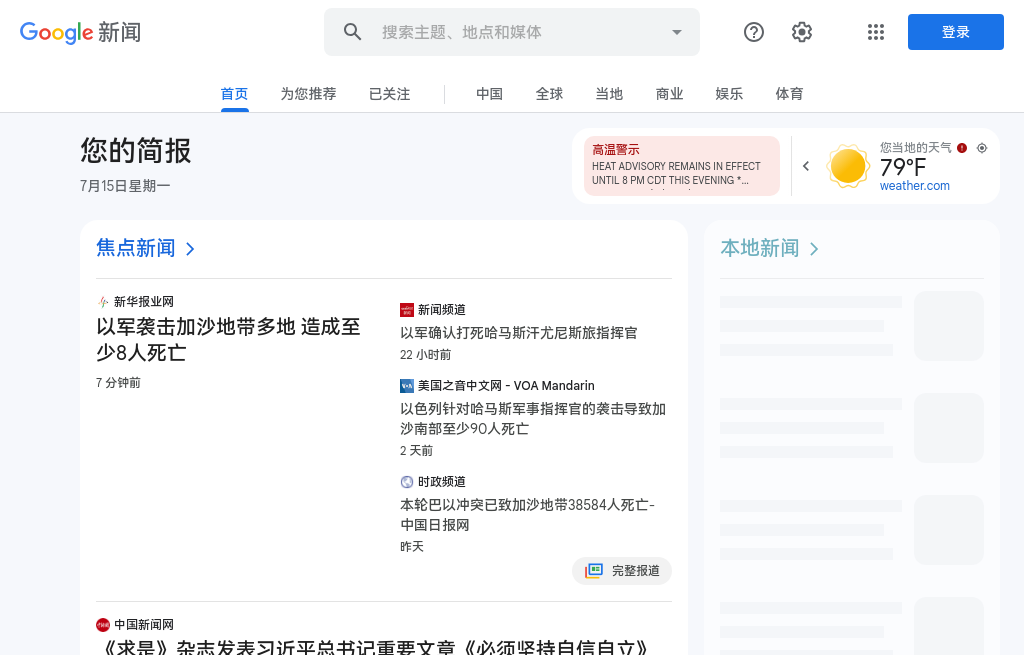 Google 新闻
搜索主题、地点和媒体
登录
首页
为您推荐
已关注
中国
全球
当地
商业
娱乐
体育
您的简报
7月15日星期一
高温警示
HEAT ADVISORY REMAINS IN EFFECT
UNTIL 8 PM CDT THIS EVENING *...
您当地的天气
79°F
weather.com
焦点新闻
新华报业网
以军袭击加沙地带多地 造成至
少8人死亡
7 分钟前
新闻频道
以军确认打死哈马斯汗尤尼斯旅指挥官
22 小时前
美国之音中文网 - VOA Mandarin
以色列针对哈马斯军事指挥官的袭击导致加
沙南部至少90人死亡
2 天前
时政频道
本轮巴以冲突已致加沙地带38584人死亡-
中国日报网
昨天
完整报道
中国新闻网
《求是》杂志发表习近平总书记重要文章《必须坚持自信自立》
本地新闻